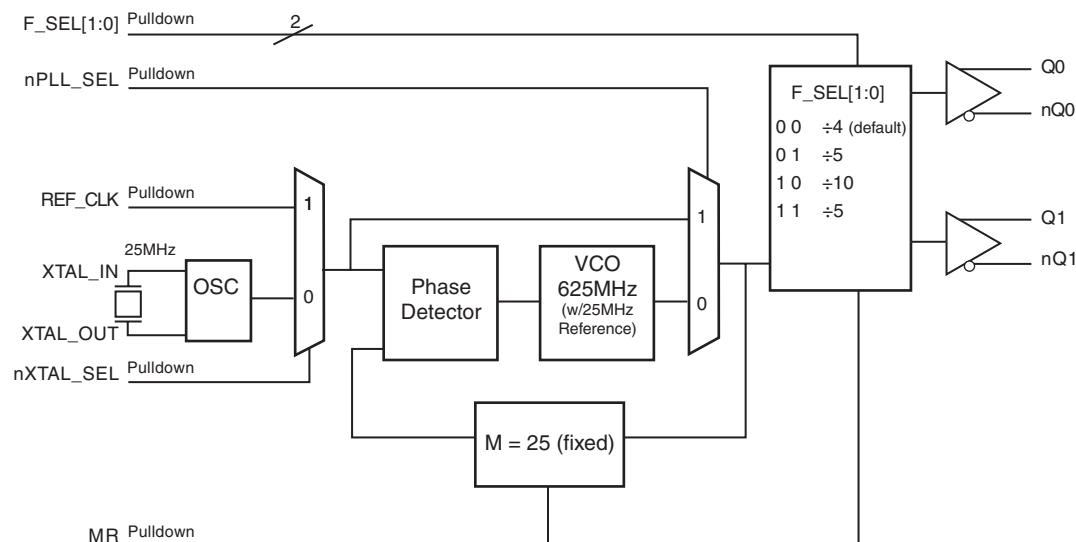 F_SEL[1:0] Pulldown
2
nPLL_SEL Pulldown
REF_CLK Pulldown
1
25MHz
XTAL_IN
OSC
0
XTAL_OUT
nXTAL_SEL Pulldown
Phase
Detector
VCO
625MHz
(w/25MHz
Reference)
1
0
M = 25 (fixed)
F_SEL[1:0]
0 0 ÷4 (default)
0 1 ÷5
1 0 ÷10
1 1 ÷5
Q0
nQ0
Q1
nQ1
MR Pulldown